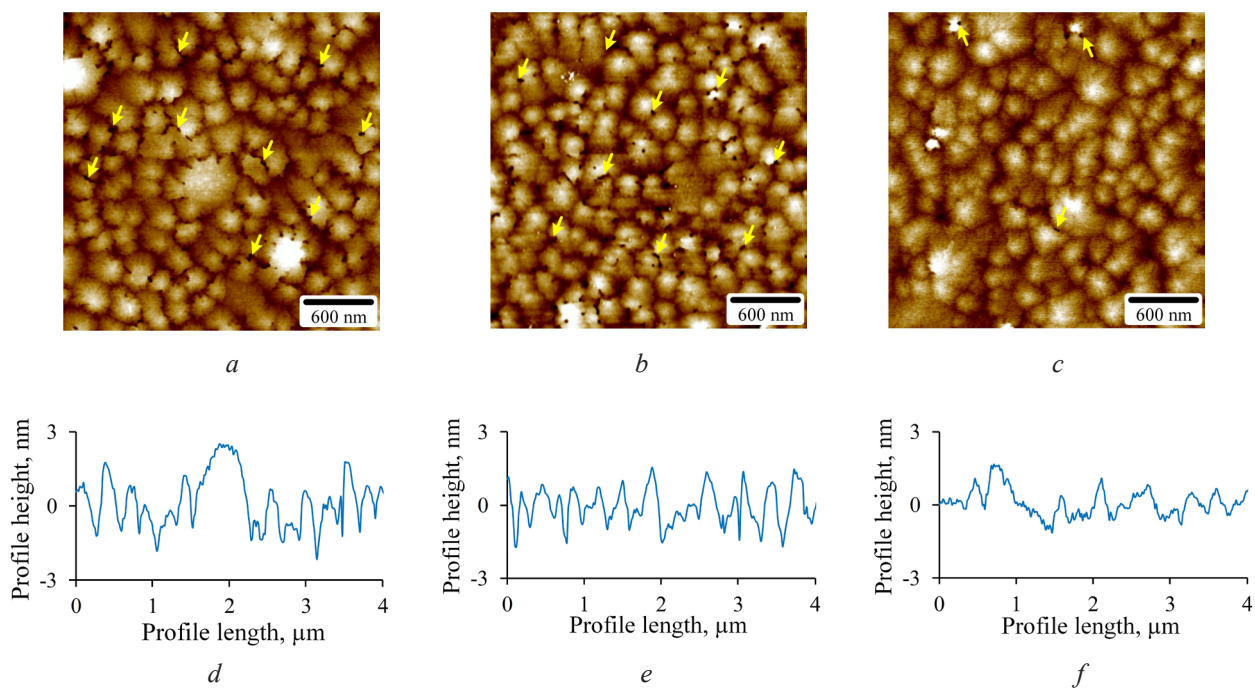 600 nm
600 nm
600 nm
a
b
c
Profile height, nm
3
0
-3
0
1
2
3
4
Profile length, µm
d
Profile height, nm
3
0
-3
0
1
2
3
4
Profile length, µm
e
Profile height, nm
3
0
-3
0
1
2
3
4
Profile length, µm
f